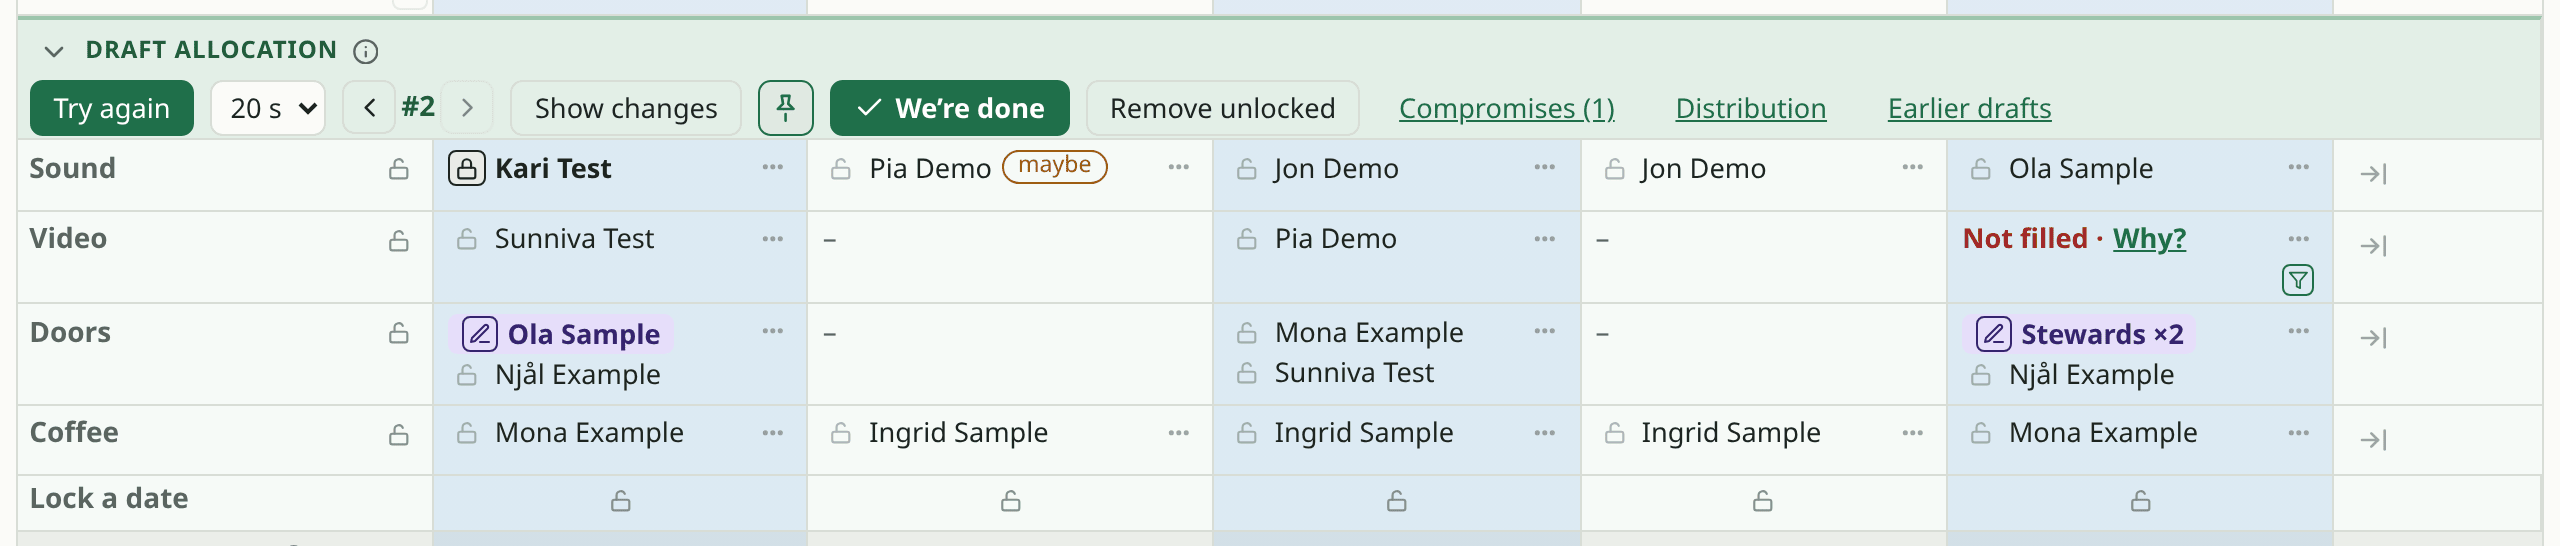 DRAFT ALLOCATION
Try again 20 s #2 Show changes We’re done Remove unlocked Compromises (1) Distribution Earlier drafts
Sound Kari Test Pia Demo maybe Jon Demo Jon Demo Ola Sample
Video Sunniva Test – Pia Demo – Not filled · Why?
Doors Ola Sample – Mona Example – Stewards ×2
Njål Example Sunniva Test Njål Example
Coffee Mona Example Ingrid Sample Ingrid Sample Ingrid Sample Mona Example
Lock a date